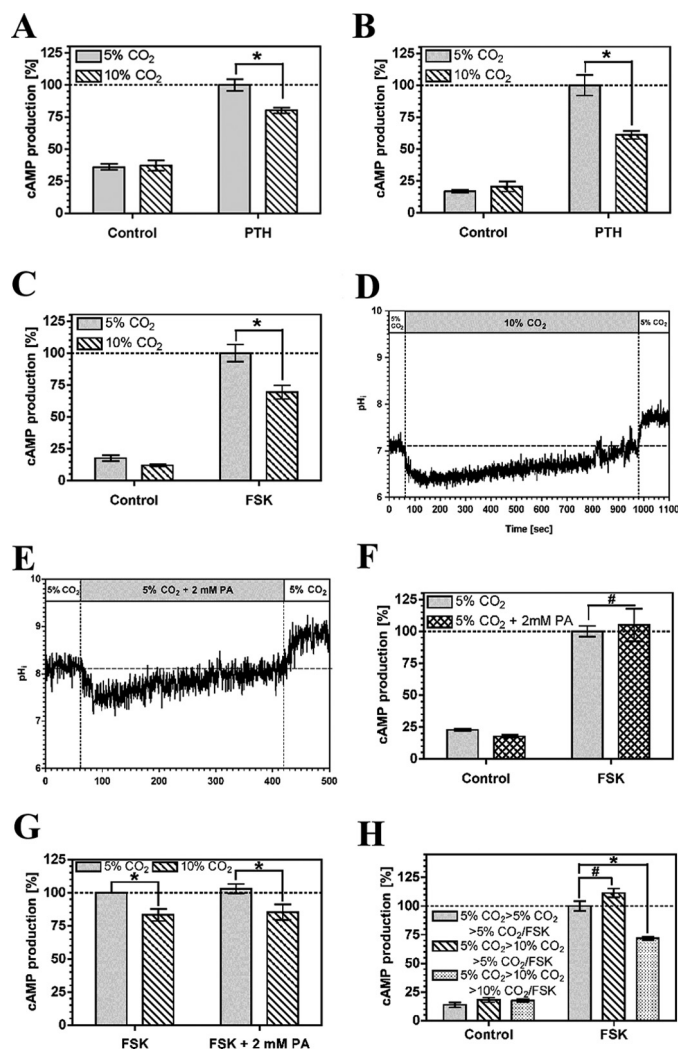 A
cAMP production [%]
125
100
75
50
25
0
5% CO2
10% CO2
*
Control
PTH
B
cAMP production [%]
125
100
75
50
25
0
5% CO2
10% CO2
*
Control
PTH
C
cAMP production [%]
125
100
75
50
25
0
5% CO2
10% CO2
*
Control
FSK
D
5% CO2
10% CO2
5% CO2
pHi
10
9
8
7
6
0 100 200 300 400 500 600 700 800 900 1000 1100
Time [sec]
E
5% CO2
5% CO2 + 2 mM PA
5% CO2
pHi
10
9
8
7
6
0 100 200 300 400 500
F
cAMP production [%]
125
100
75
50
25
0
5% CO2
5% CO2 + 2mM PA
#
Control
FSK
G
cAMP production [%]
125
100
75
50
25
0
5% CO2
10% CO2
*
*
FSK
FSK + 2 mM PA
H
cAMP production [%]
125
100
75
50
25
0
*
#
5% CO2>5% CO2
>5% CO2/FSK
5% CO2>10% CO2
>5% CO2/FSK
5% CO2>10% CO2
>10% CO2/FSK
Control
FSK